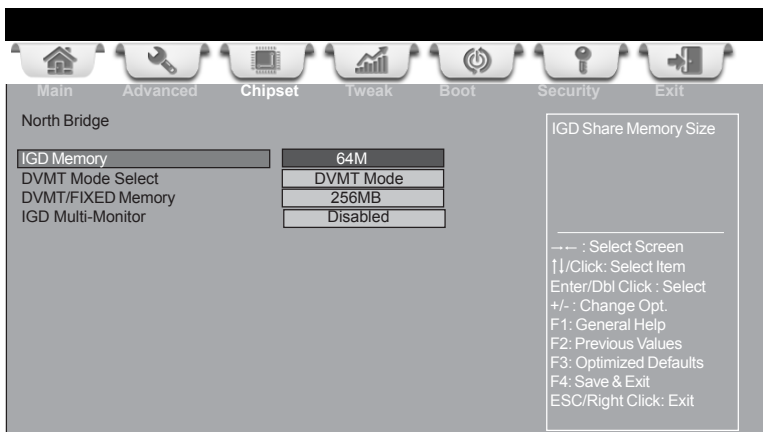 Main Advanced Chipset Tweak Boot Security Exit
North Bridge
IGD Memory 64M
DVMT Mode Select DVMT Mode
DVMT/FIXED Memory 256MB
IGD Multi-Monitor Disabled
IGD Share Memory Size
→← : Select Screen
↑↓/Click: Select Item
Enter/Dbl Click : Select
+/- : Change Opt.
F1: General Help
F2: Previous Values
F3: Optimized Defaults
F4: Save & Exit
ESC/Right Click: Exit